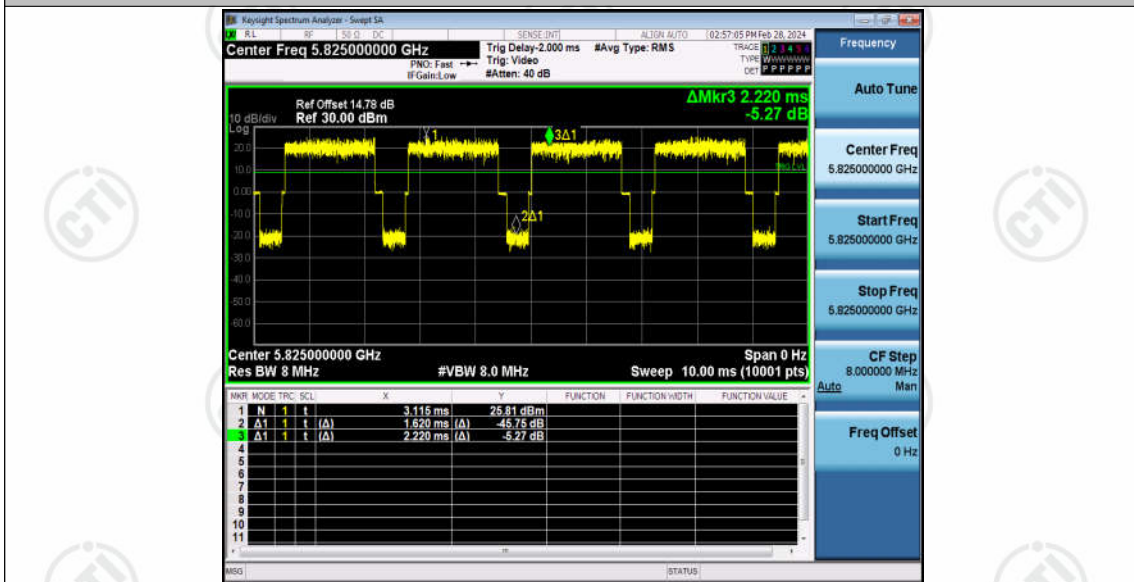 Keysight Spectrum Analyzer - Swept SA
RL RF 50 Ω DC SENSE:INT ALIGN AUTO 02:57:05 PM Feb 28, 2024
Center Freq 5.825000000 GHz
PNO: Fast
IFGain:Low
Trig Delay-2.000 ms
Trig: Video
#Atten: 40 dB
#Avg Type: RMS
TRACE 1 2 3 4 5 6
TYPE WWWWWW
DET P P P P P P
Frequency
Auto Tune
Center Freq
5.825000000 GHz
Start Freq
5.825000000 GHz
Stop Freq
5.825000000 GHz
CF Step
8.000000 MHz
Auto Man
Freq Offset
0 Hz
ΔMkr3 2.220 ms
-5.27 dB
Ref Offset 14.78 dB
10 dB/div Ref 30.00 dBm
Log
20.0
10.0
0.00
-10.0
-20.0
-30.0
-40.0
-50.0
-60.0
1
3Δ1
2Δ1
TRIG LVL
Center 5.825000000 GHz Span 0 Hz
Res BW 8 MHz #VBW 8.0 MHz Sweep 10.00 ms (10001 pts)
MKR MODE TRC SCL X Y FUNCTION FUNCTION WIDTH FUNCTION VALUE
1 N 1 t 3.115 ms 25.81 dBm
2 Δ1 1 t (Δ) 1.620 ms (Δ) -45.75 dB
3 Δ1 1 t (Δ) 2.220 ms (Δ) -5.27 dB
4
5
6
7
8
9
10
11
MSG STATUS
CTI
CTI